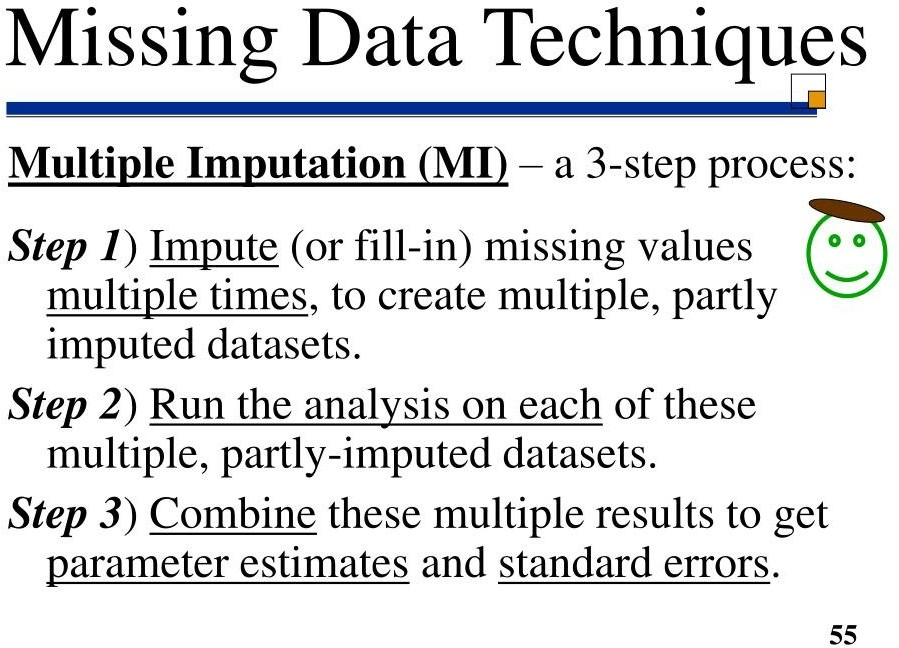 Missing Data Techniques
Multiple Imputation (MI) – a 3-step process:
Step 1) Impute (or fill-in) missing values
multiple times, to create multiple, partly
imputed datasets.
Step 2) Run the analysis on each of these
multiple, partly-imputed datasets.
Step 3) Combine these multiple results to get
parameter estimates and standard errors.
55